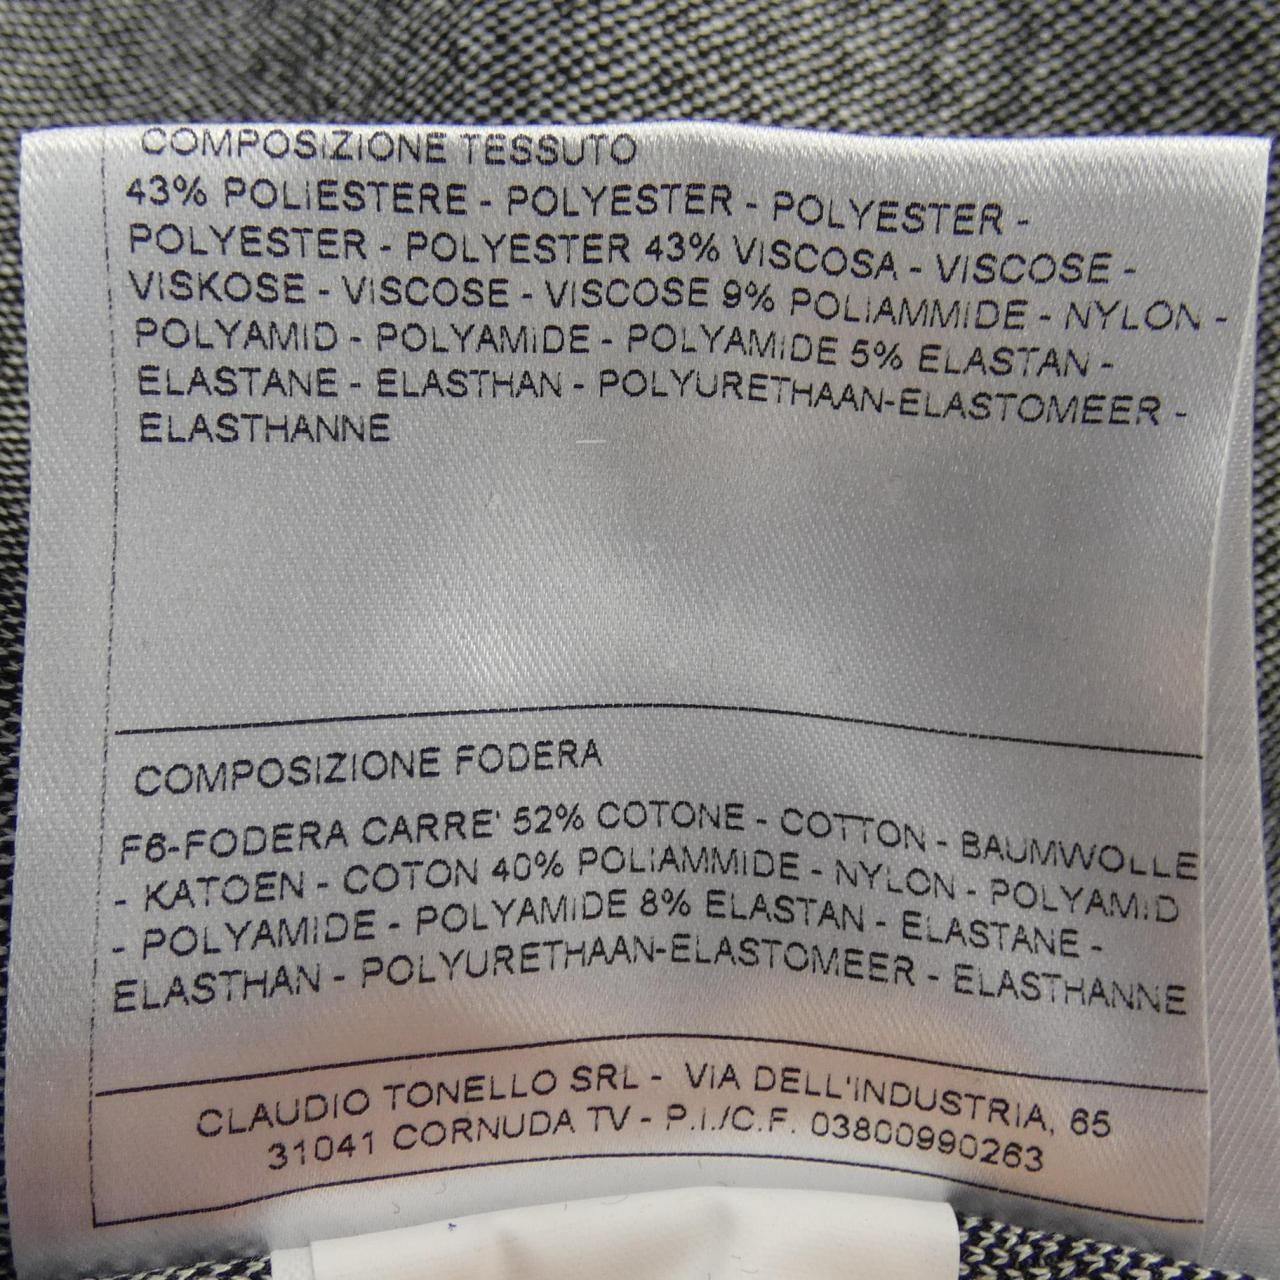 COMPOSIZIONE TESSUTO
43% POLIESTERE - POLYESTER - POLYESTER -
POLYESTER - POLYESTER 43% VISCOSA - VISCOSE -
VISKOSE - VISCOSE - VISCOSE 9% POLIAMMIDE - NYLON -
POLYAMID - POLYAMIDE - POLYAMIDE 5% ELASTAN -
ELASTANE - ELASTHAN - POLYURETHAAN-ELASTOMEER -
ELASTHANNE
COMPOSIZIONE FODERA
F6-FODERA CARRE' 52% COTONE - COTTON - BAUMWOLLE
- KATOEN - COTON 40% POLIAMMIDE - NYLON - POLYAMID
- POLYAMIDE - POLYAMIDE 8% ELASTAN - ELASTANE -
ELASTHAN - POLYURETHAAN-ELASTOMEER - ELASTHANNE
CLAUDIO TONELLO SRL - VIA DELL'INDUSTRIA, 65
31041 CORNUDA TV - P.I./C.F. 03800990263